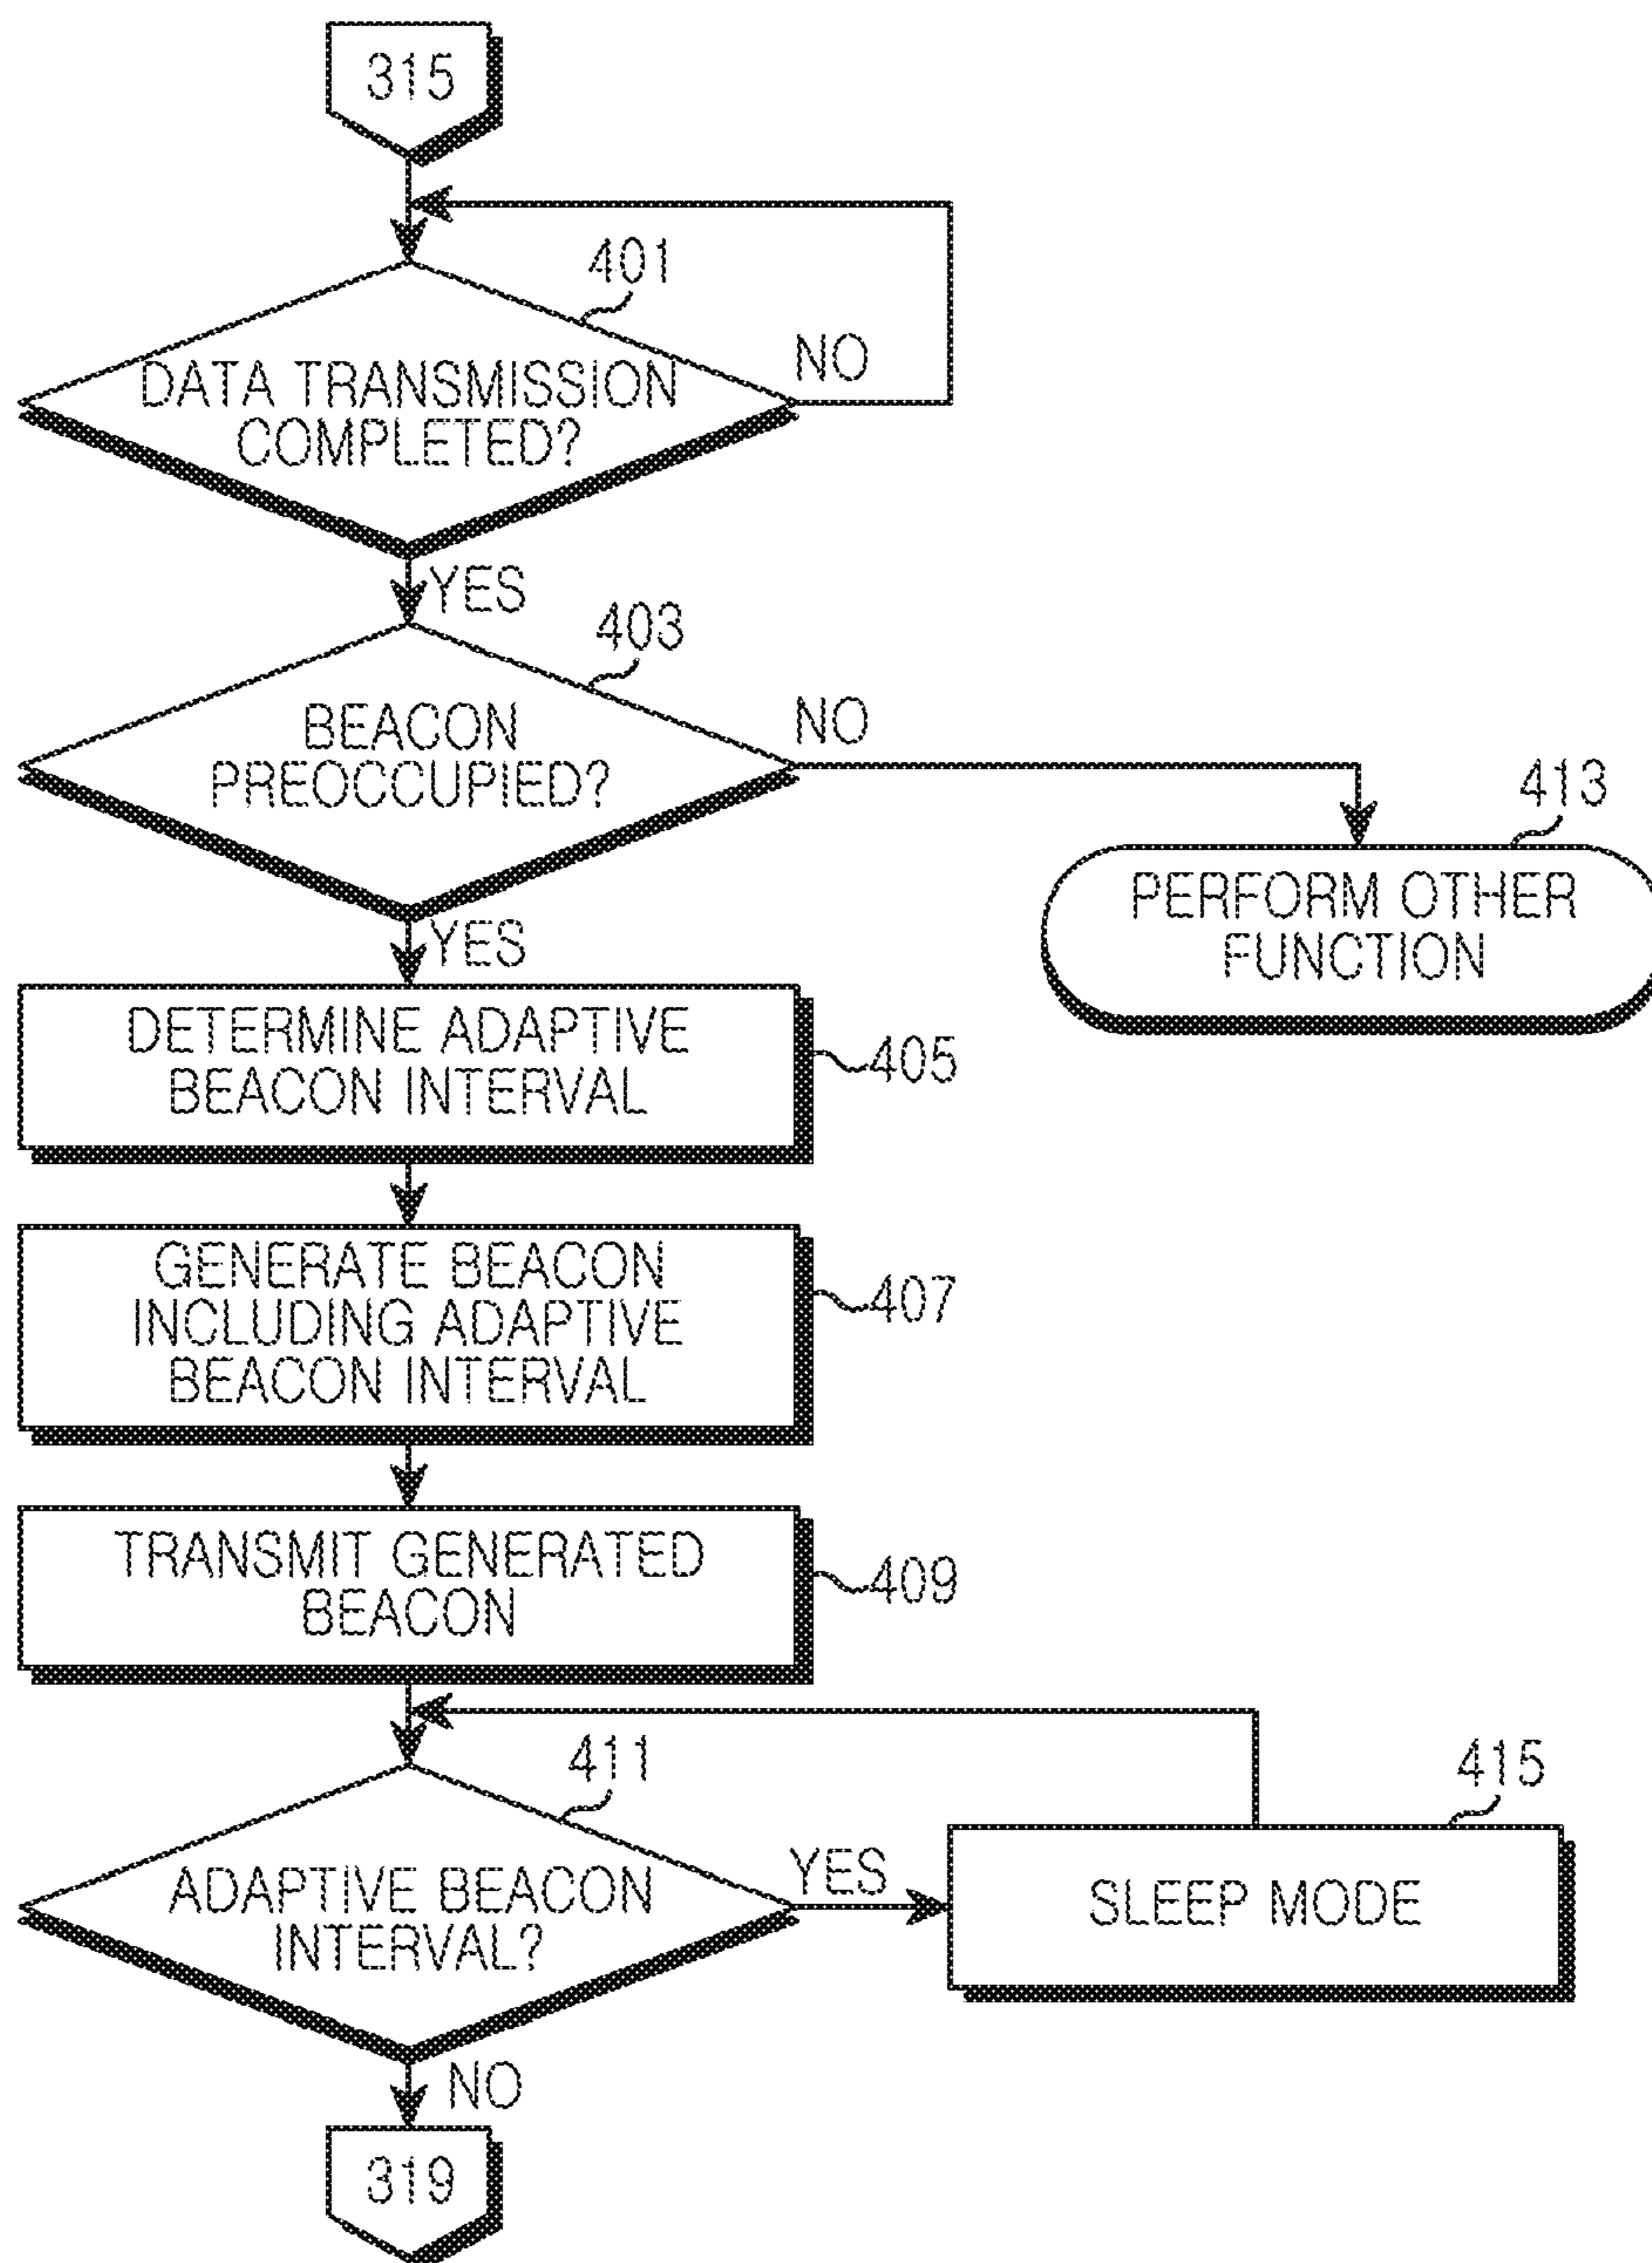 315
401
DATA TRANSMISSION
COMPLETED?
NO
YES
403
BEACON
PREOCCUPIED?
NO
413
PERFORM OTHER
FUNCTION
YES
DETERMINE ADAPTIVE
BEACON INTERVAL
405
GENERATE BEACON
INCLUDING ADAPTIVE
BEACON INTERVAL
407
TRANSMIT GENERATED
BEACON
409
411
ADAPTIVE BEACON
INTERVAL?
YES
415
SLEEP MODE
NO
319